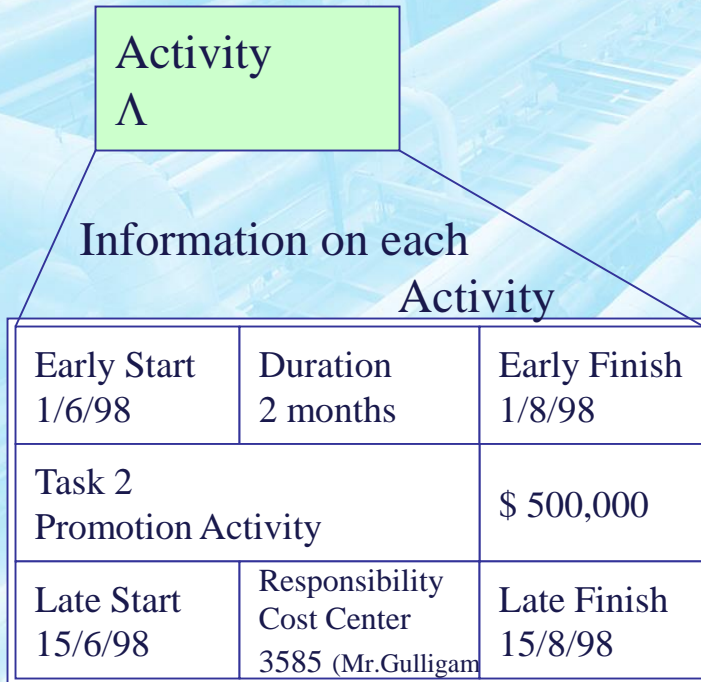 Activity
Λ
Information on each
Activity
Early Start
1/6/98
Duration
2 months
Early Finish
1/8/98
Task 2
Promotion Activity
$ 500,000
Late Start
15/6/98
Responsibility
Cost Center
3585 (Mr.Gulligam
Late Finish
15/8/98